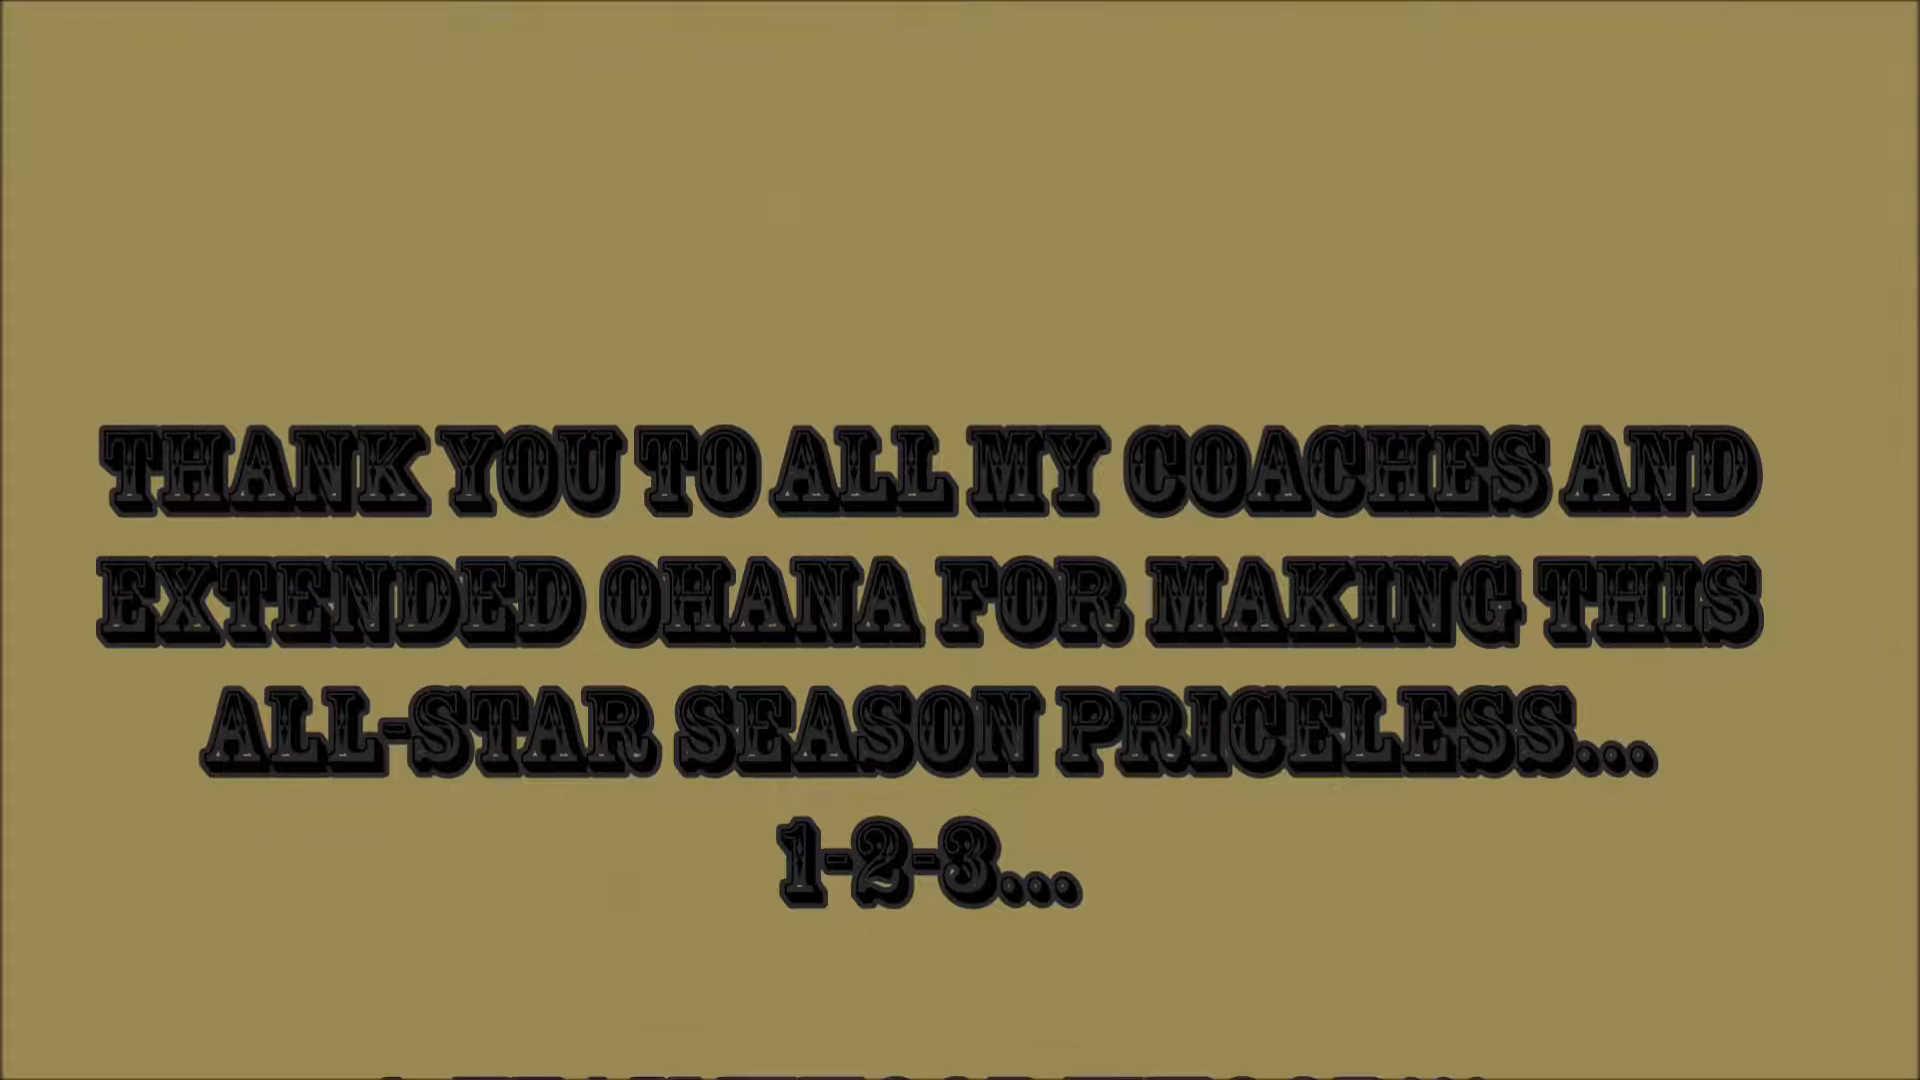 THANK YOU TO ALL MY COACHES AND
EXTENDED OHANA FOR MAKING THIS
ALL-STAR SEASON PRICELESS...
1-2-3...